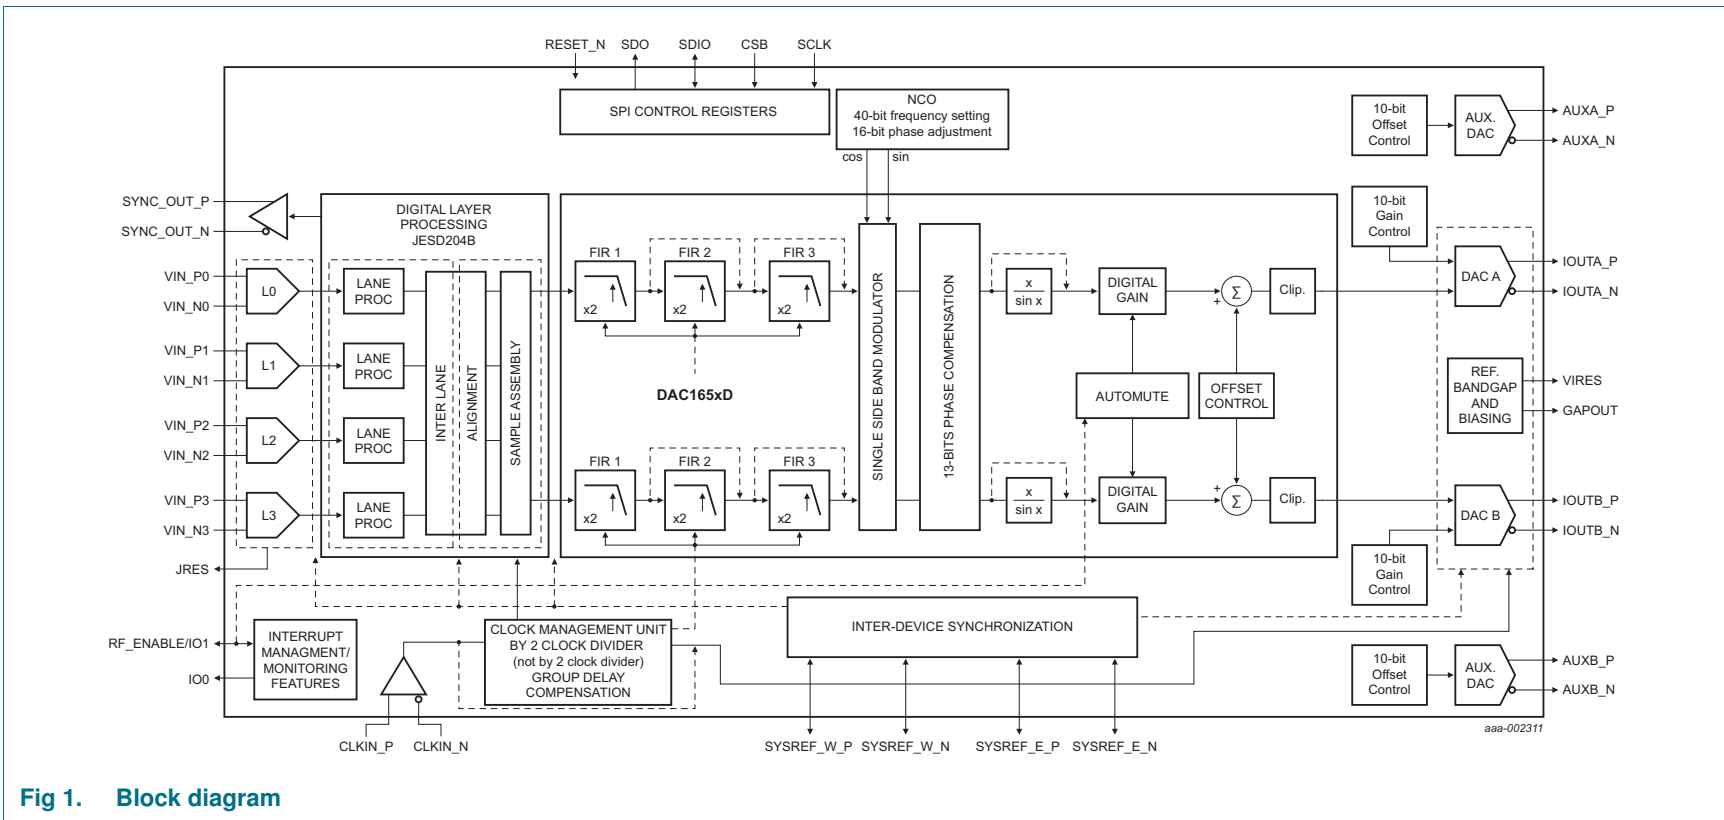 RESET_N SDO SDIO CSB SCLK
SPI CONTROL REGISTERS
NCO
40-bit frequency setting
16-bit phase adjustment
cos sin
10-bit
Offset
Control
AUX.
DAC
AUXA_P
AUXA_N
SYNC_OUT_P
SYNC_OUT_N
DIGITAL LAYER
PROCESSING
JESD204B
10-bit
Gain
Control
VIN_P0
VIN_N0
L0
LANE
PROC
VIN_P1
VIN_N1
L1
LANE
PROC
VIN_P2
VIN_N2
L2
LANE
PROC
VIN_P3
VIN_N3
L3
LANE
PROC
JRES
INTER LANE
ALIGNMENT
SAMPLE ASSEMBLY
FIR 1
x2
FIR 2
x2
FIR 3
x2
DAC165xD
FIR 1
x2
FIR 2
x2
FIR 3
x2
SINGLE SIDE BAND MODULATOR
13-BITS PHASE COMPENSATION
x
sin x
DIGITAL
GAIN
+
Σ
Clip.
AUTOMUTE
OFFSET
CONTROL
x
sin x
DIGITAL
GAIN
+
Σ
Clip.
DAC A
IOUTA_P
IOUTA_N
REF.
BANDGAP
AND
BIASING
VIRES
GAPOUT
DAC B
IOUTB_P
IOUTB_N
10-bit
Gain
Control
RF_ENABLE/IO1
IO0
INTERRUPT
MANAGMENT/
MONITORING
FEATURES
CLOCK MANAGEMENT UNIT
BY 2 CLOCK DIVIDER
(not by 2 clock divider)
GROUP DELAY
COMPENSATION
INTER-DEVICE SYNCHRONIZATION
10-bit
Offset
Control
AUX.
DAC
AUXB_P
AUXB_N
CLKIN_P CLKIN_N
SYSREF_W_P SYSREF_W_N SYSREF_E_P SYSREF_E_N
aaa-002311
Fig 1. Block diagram